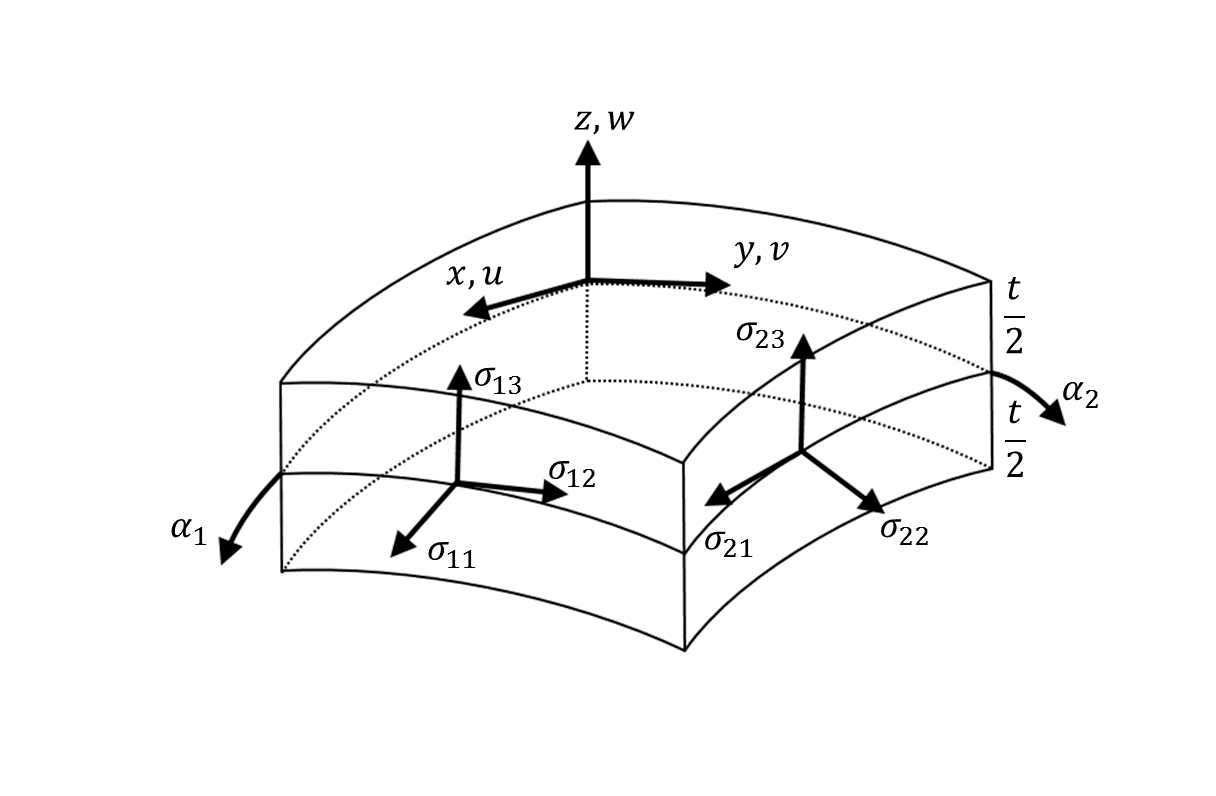 z, w
y, v
x, u
t/2
σ₂₃
σ₁₃
α₂
t/2
σ₁₂
α₁
σ₂₂
σ₂₁
σ₁₁